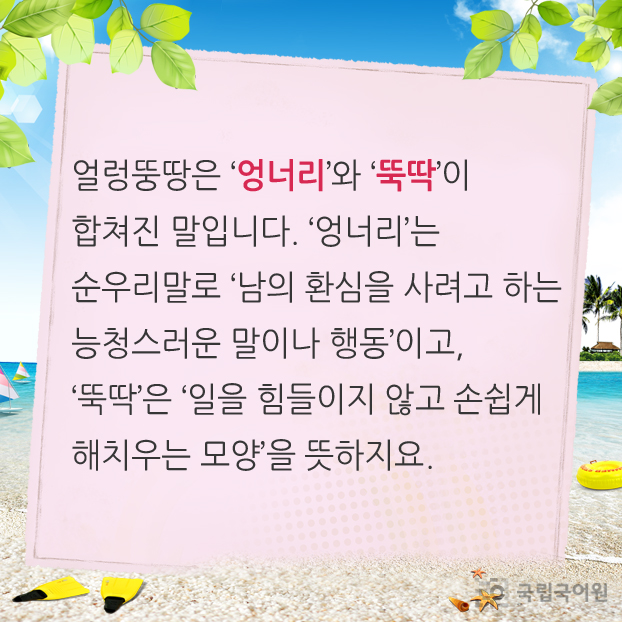 얼렁뚱땅은 ‘엉너리’와 ‘뚝딱’이
합쳐진 말입니다. ‘엉너리’는
순우리말로 ‘남의 환심을 사려고 하는
능청스러운 말이나 행동’이고,
‘뚝딱’은 ‘일을 힘들이지 않고 손쉽게
해치우는 모양’을 뜻하지요.
국립국어원